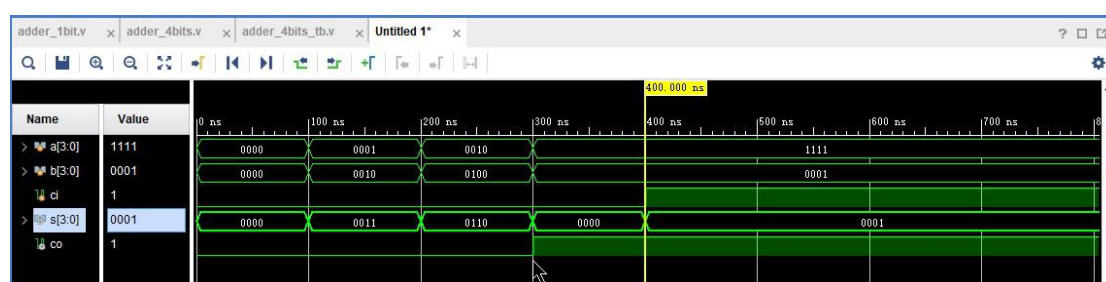 adder_1bit.v × adder_4bits.v × adder_4bits_tb.v × Untitled 1* × ?
400.000 ns
Name Value 0 ns 100 ns 200 ns 300 ns 400 ns 500 ns 600 ns 700 ns 8
a[3:0] 1111 0000 0001 0010 1111
b[3:0] 0001 0000 0010 0100 0001
ci 1
s[3:0] 0001 0000 0011 0110 0000 0001
co 1